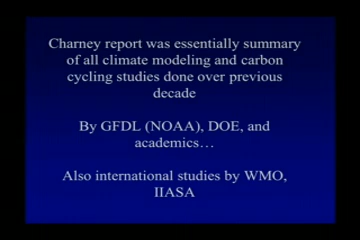 Charney report was essentially summary
of all climate modeling and carbon
cycling studies done over previous
decade
By GFDL (NOAA), DOE, and
academics…
Also international studies by WMO,
IIASA